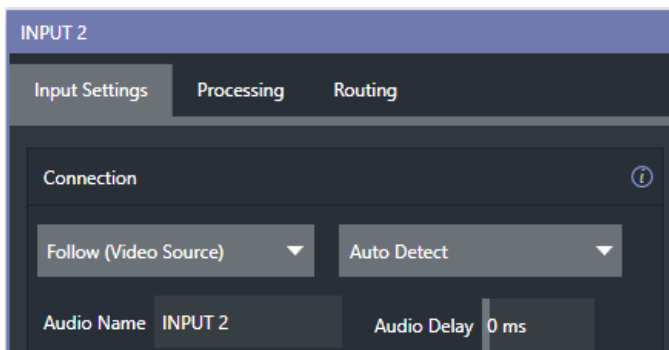 INPUT 2
Input Settings Processing Routing
Connection
Follow (Video Source) Auto Detect
Audio Name INPUT 2 Audio Delay 0 ms